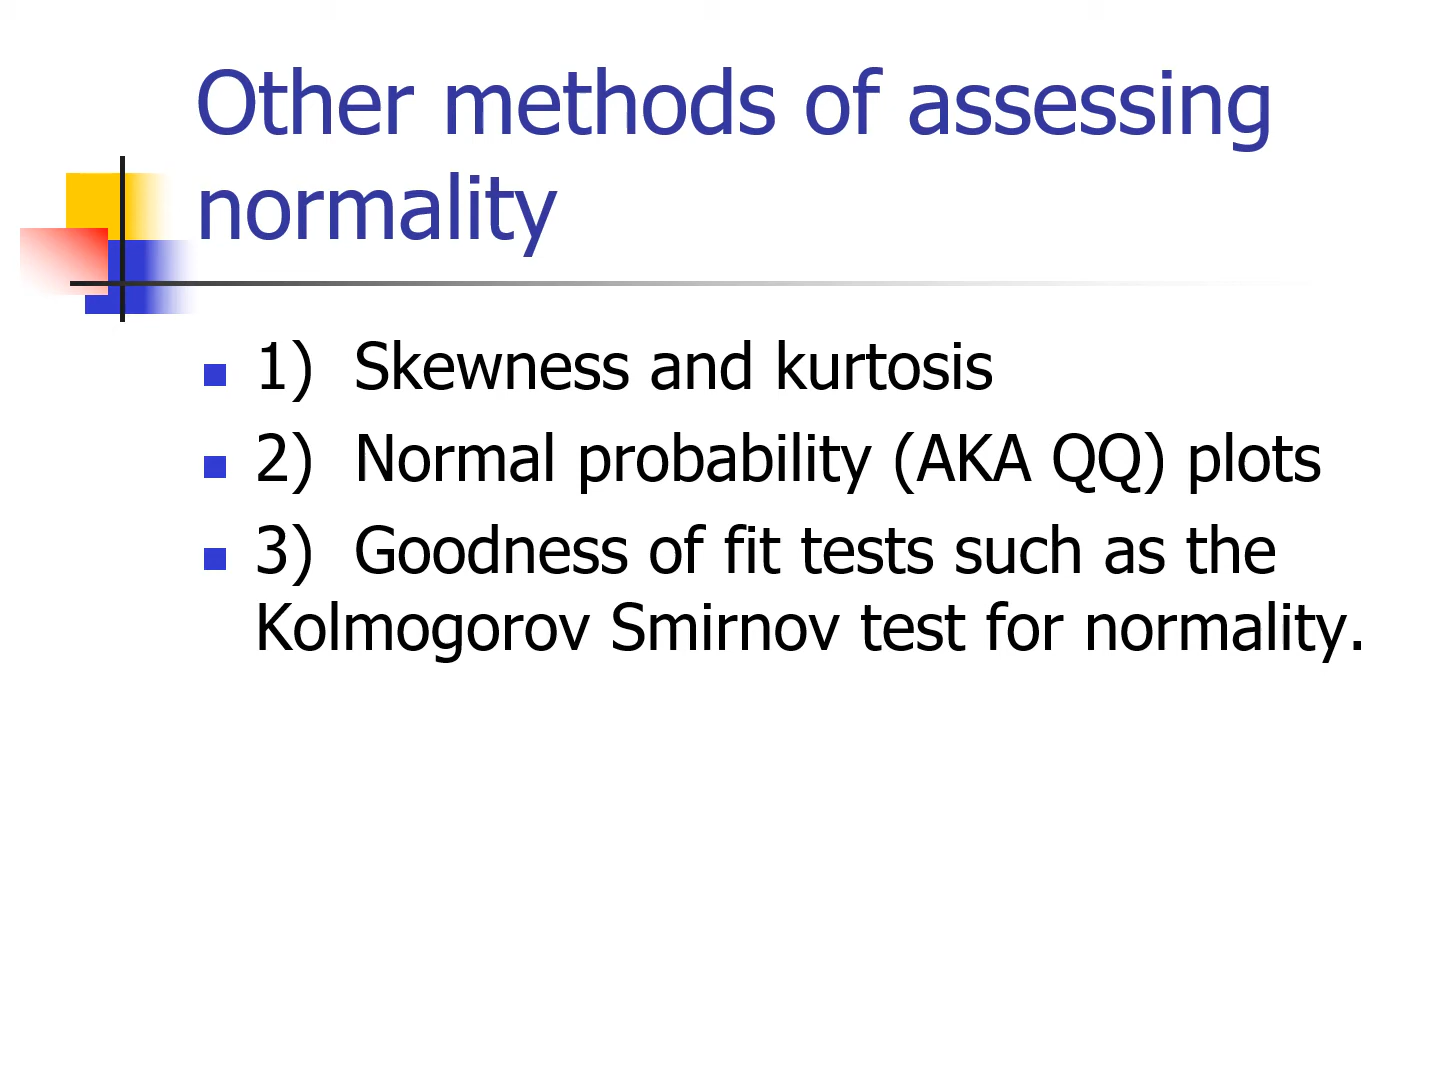 Other methods of assessing
normality
1) Skewness and kurtosis
2) Normal probability (AKA QQ) plots
3) Goodness of fit tests such as the
Kolmogorov Smirnov test for normality.